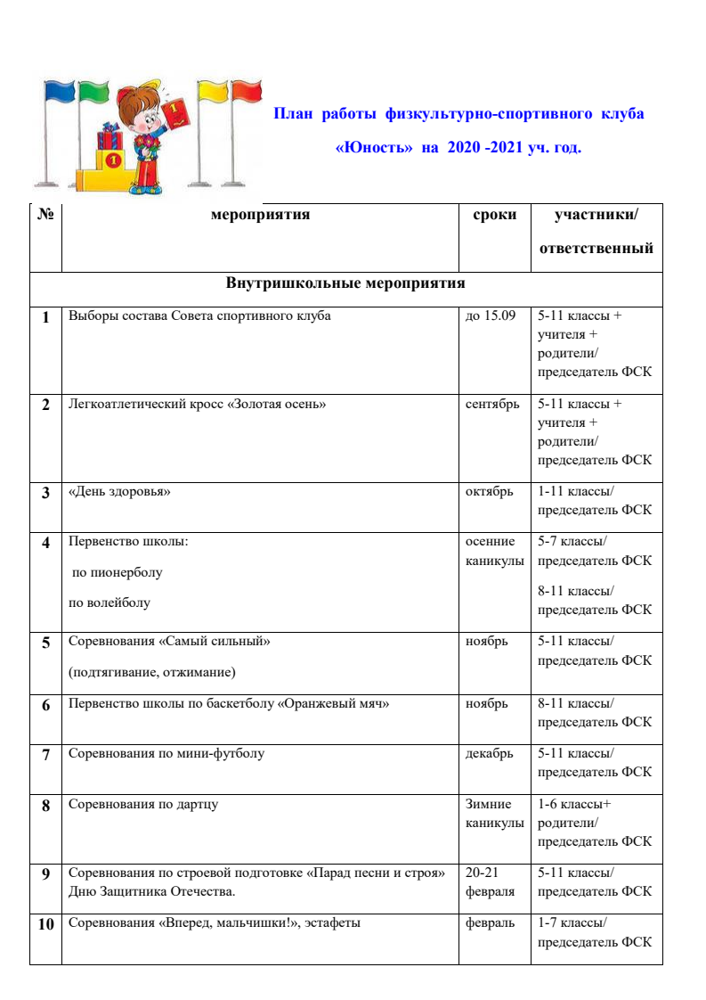 План работы физкультурно-спортивного клуба
«Юность» на 2020 -2021 уч. год.
1
1
№ мероприятия сроки участники/
ответственный
Внутришкольные мероприятия
1 Выборы состава Совета спортивного клуба до 15.09 5-11 классы +
учителя +
родители/
председатель ФСК
2 Легкоатлетический кросс «Золотая осень» сентябрь 5-11 классы +
учителя +
родители/
председатель ФСК
3 «День здоровья» октябрь 1-11 классы/
председатель ФСК
4 Первенство школы: осенние 5-7 классы/
каникулы председатель ФСК
по пионерболу
8-11 классы/
по волейболу
председатель ФСК
5 Соревнования «Самый сильный» ноябрь 5-11 классы/
председатель ФСК
(подтягивание, отжимание)
6 Первенство школы по баскетболу «Оранжевый мяч» ноябрь 8-11 классы/
председатель ФСК
7 Соревнования по мини-футболу декабрь 5-11 классы/
председатель ФСК
8 Соревнования по дартцу Зимние 1-6 классы+
каникулы родители/
председатель ФСК
9 Соревнования по строевой подготовке «Парад песни и строя» 20-21 5-11 классы/
Дню Защитника Отечества. февраля председатель ФСК
10 Соревнования «Вперед, мальчишки!», эстафеты февраль 1-7 классы/
председатель ФСК